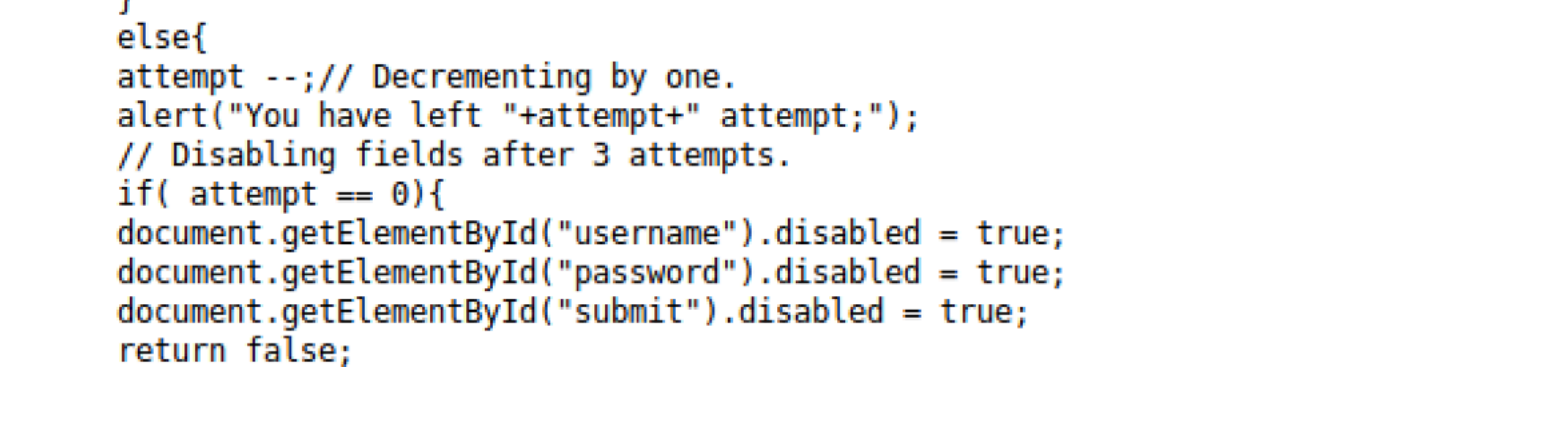 }
else{
attempt --;// Decrementing by one.
alert("You have left "+attempt+" attempt;");
// Disabling fields after 3 attempts.
if( attempt == 0){
document.getElementById("username").disabled = true;
document.getElementById("password").disabled = true;
document.getElementById("submit").disabled = true;
return false;